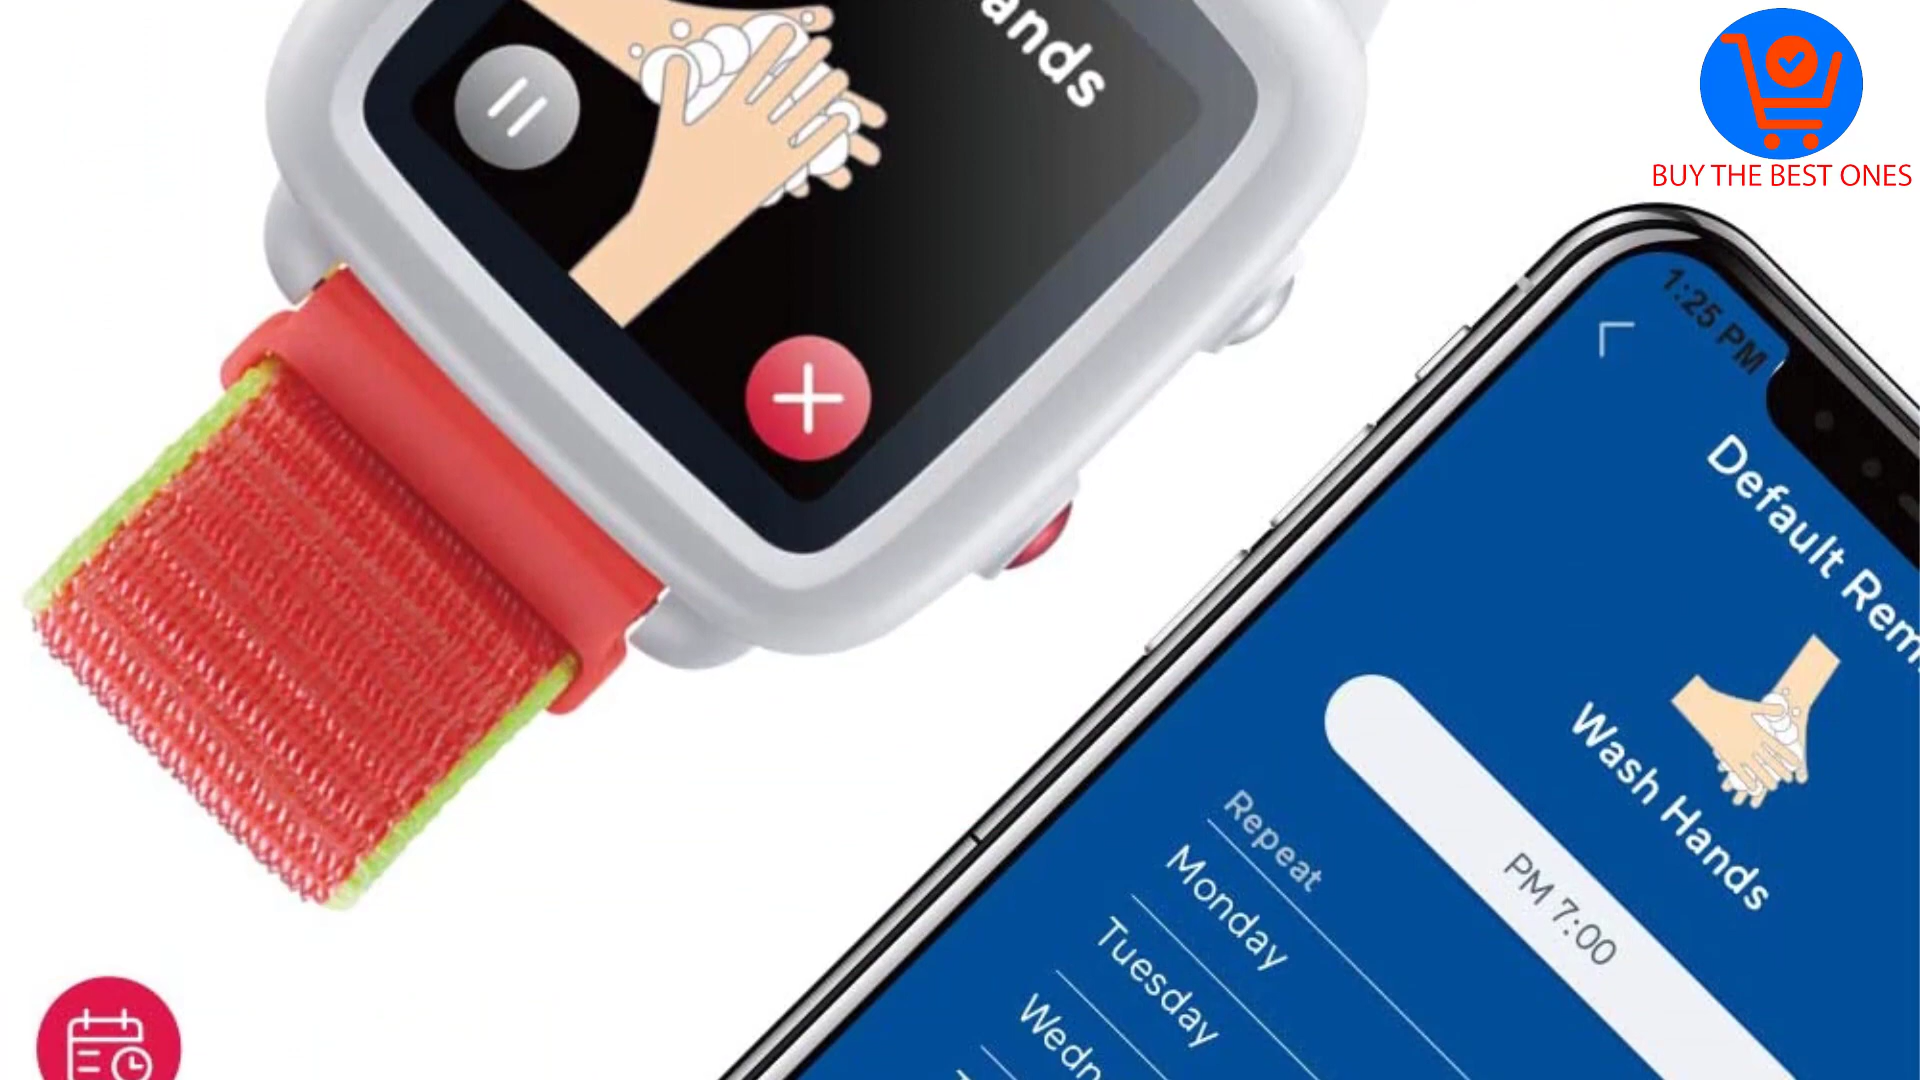 ands
BUY THE BEST ONES
1:25 PM
Default Rem
Wash Hands
PM 7:00
Repeat
Monday
Tuesday
Wedn